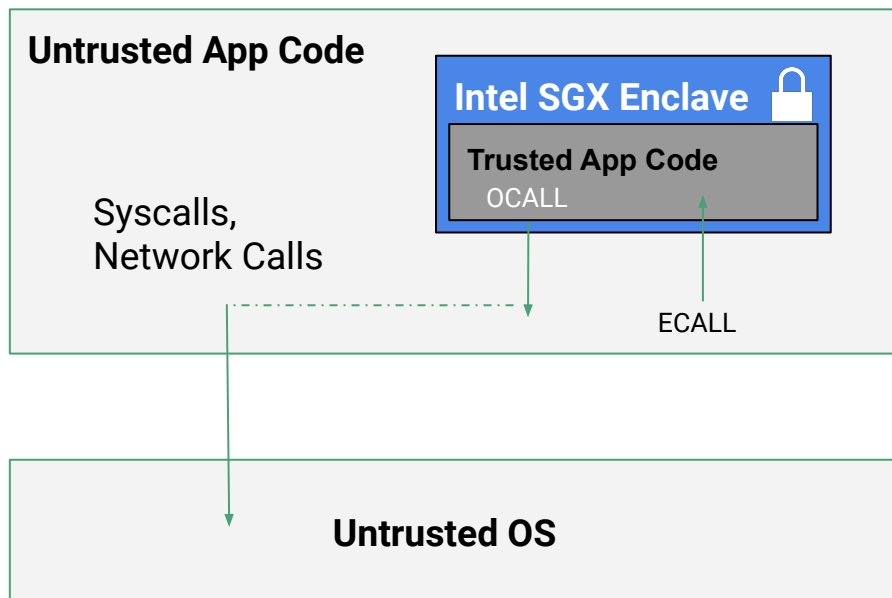 Untrusted App Code
Intel SGX Enclave
Trusted App Code
OCALL
Syscalls,
Network Calls
ECALL
Untrusted OS